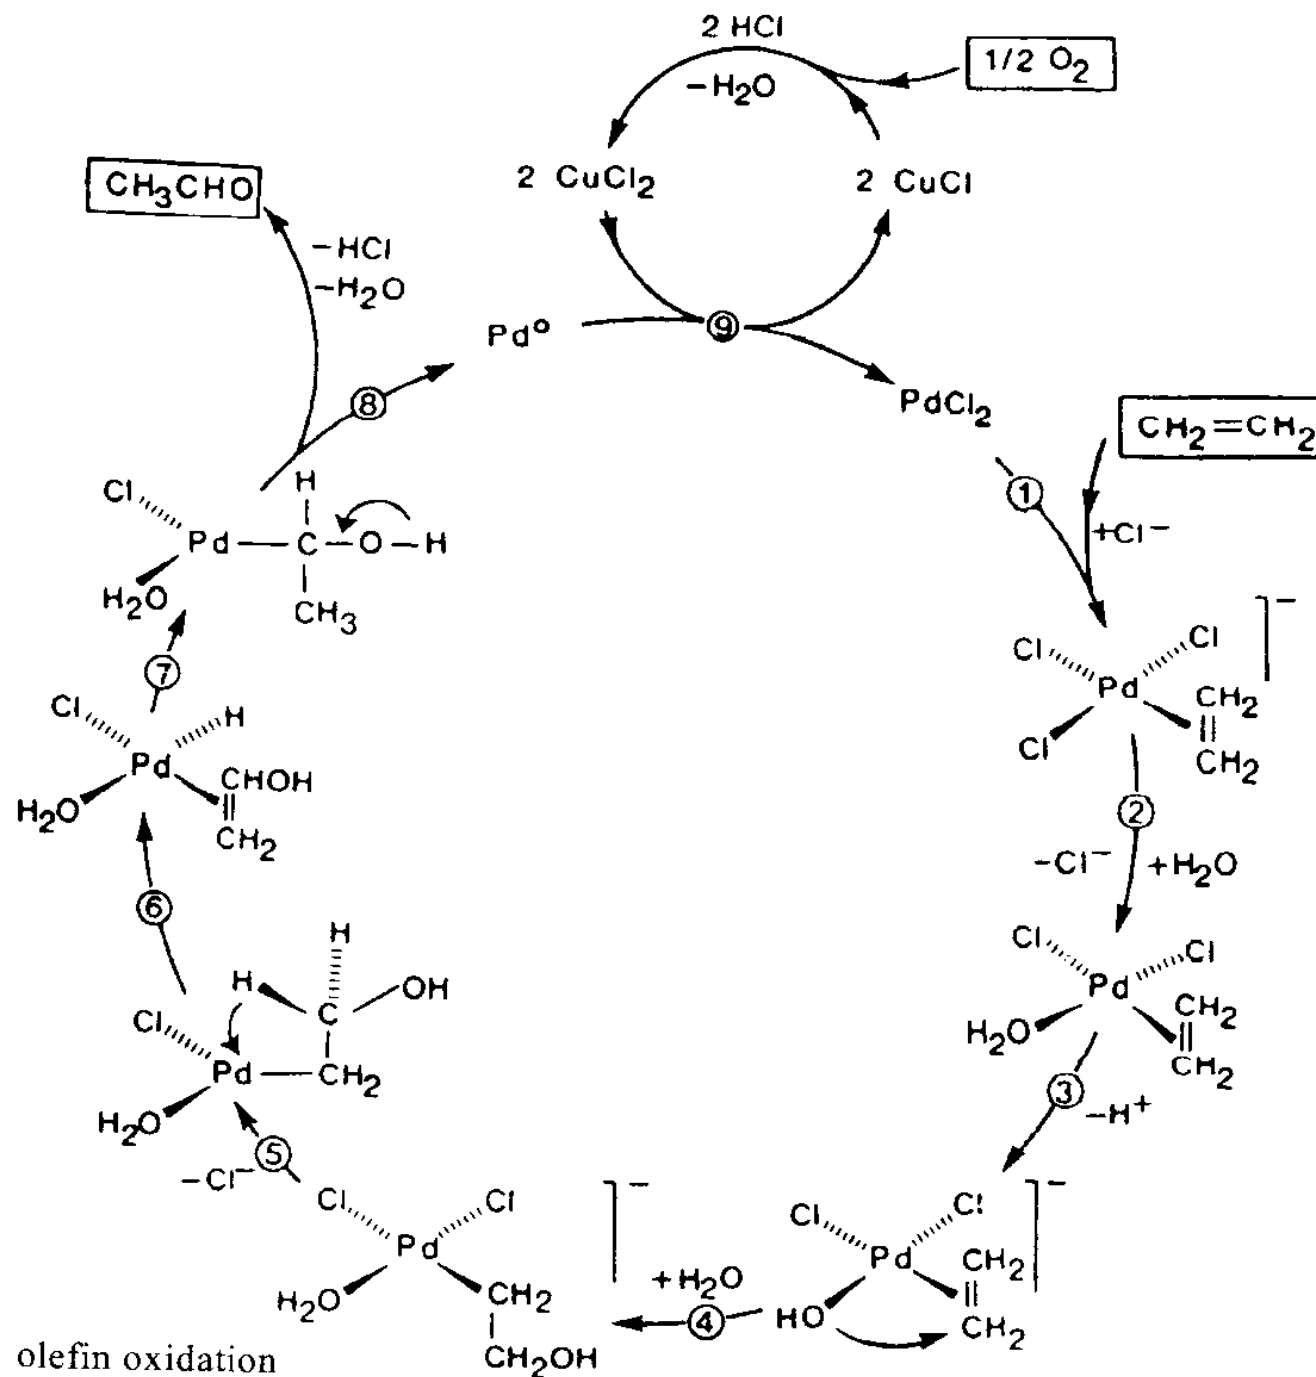 2 HCl
1/2 O₂
−H₂O
CH₃CHO
2 CuCl₂
2 CuCl
−HCl
−H₂O
Pd°
⑨
⑧
PdCl₂
CH₂=CH₂
①
+Cl⁻
H
Cl
Pd—C—O—H
H₂O
CH₃
⑦
Cl Cl ]⁻
Pd
CH₂
Cl
CH₂
Cl H
Pd
CHOH
H₂O
CH₂
②
−Cl⁻ +H₂O
⑥
H
H OH
C
Cl
Pd—CH₂
H₂O
Cl Cl
Pd
CH₂
H₂O
CH₂
③
−H⁺
⑤
−Cl⁻
Cl Cl ]⁻
Pd
H₂O
CH₂
CH₂OH
+H₂O
④
Cl Cl ]⁻
Pd
CH₂
HO
CH₂
olefin oxidation